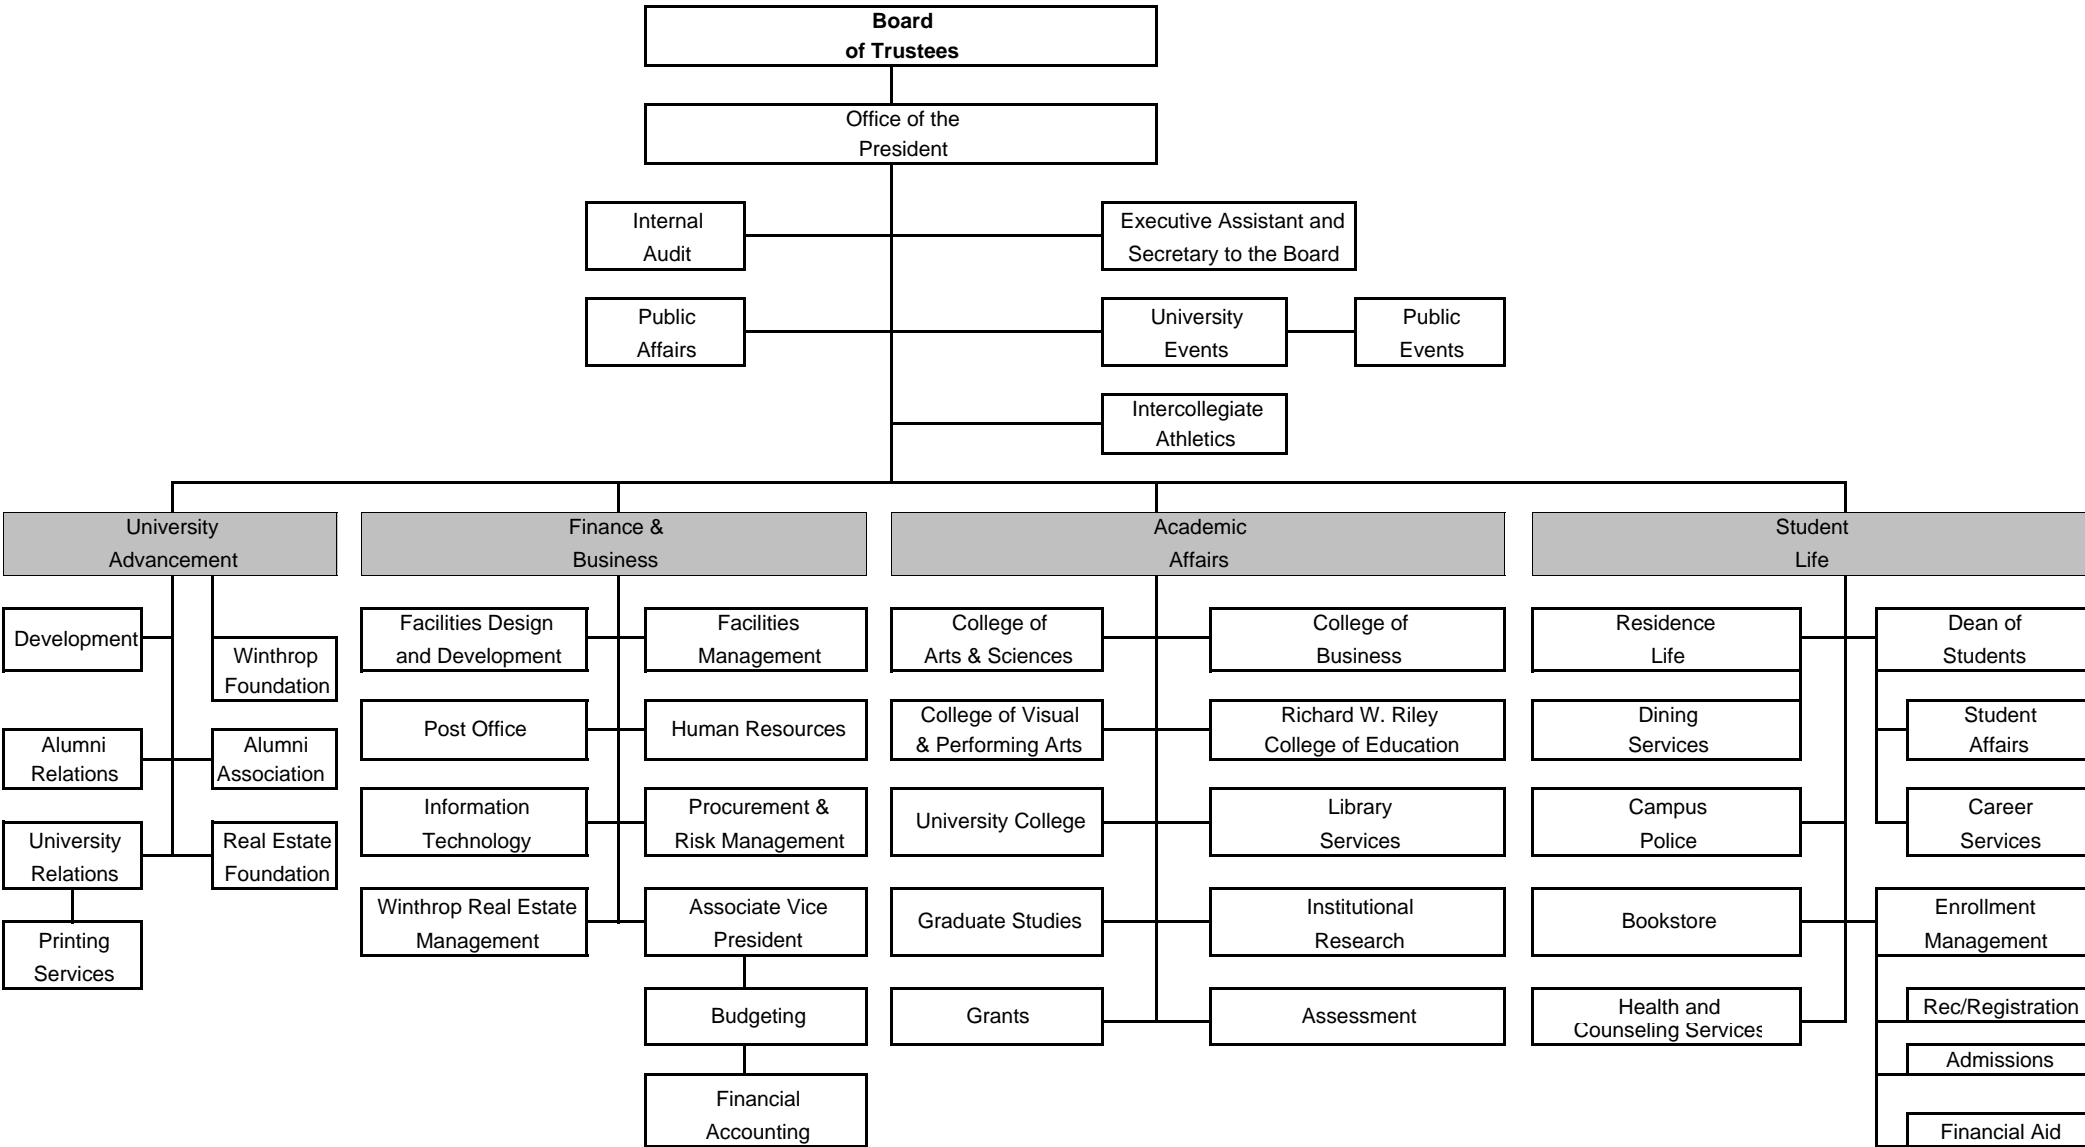 Board
of Trustees
Office of the
President
Internal
Audit
Executive Assistant and
Secretary to the Board
Public
Affairs
University
Events
Public
Events
Intercollegiate
Athletics
University
Advancement
Finance &
Business
Academic
Affairs
Student
Life
Development
Winthrop
Foundation
Alumni
Relations
Alumni
Association
University
Relations
Real Estate
Foundation
Printing
Services
Facilities Design
and Development
Facilities
Management
Post Office
Human Resources
Information
Technology
Procurement &
Risk Management
Winthrop Real Estate
Management
Associate Vice
President
Budgeting
Financial
Accounting
College of
Arts & Sciences
College of
Business
College of Visual
& Performing Arts
Richard W. Riley
College of Education
University College
Library
Services
Graduate Studies
Institutional
Research
Grants
Assessment
Residence
Life
Dean of
Students
Dining
Services
Student
Affairs
Campus
Police
Career
Services
Bookstore
Enrollment
Management
Health and
Counseling Services
Rec/Registration
Admissions
Financial Aid